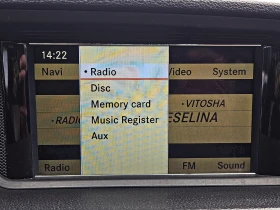 14:22
Navi
• Radio
Video
System
Disc
Memory card
•VITOSHA
•RADIO
Music Register
ESELINA
Aux
Radio
FM
Sound